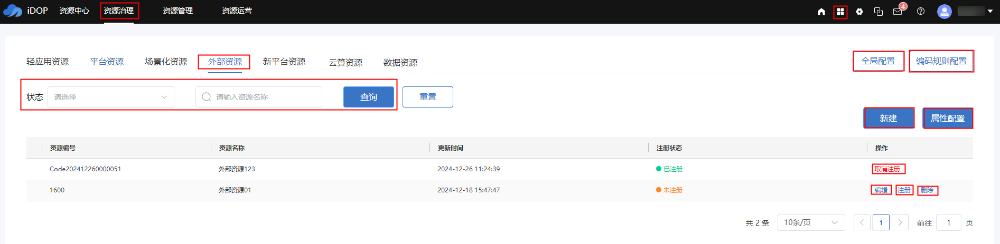 iDOP 资源中心 资源治理 资源管理 资源运营 4
轻应用资源 平台资源 场景化资源 外部资源 新平台资源 云算资源 数据资源 全局配置 编码规则配置
状态 请选择 请输入资源名称 查询 重置
新建 属性配置
资源编号 资源名称 更新时间 注册状态 操作
Code202412260000051 外部资源123 2024-12-26 11:24:39 已注册 取消注册
1600 外部资源01 2024-12-18 15:47:47 未注册 编辑 注册 删除
共 2 条 10条/页 1 前往 1 页